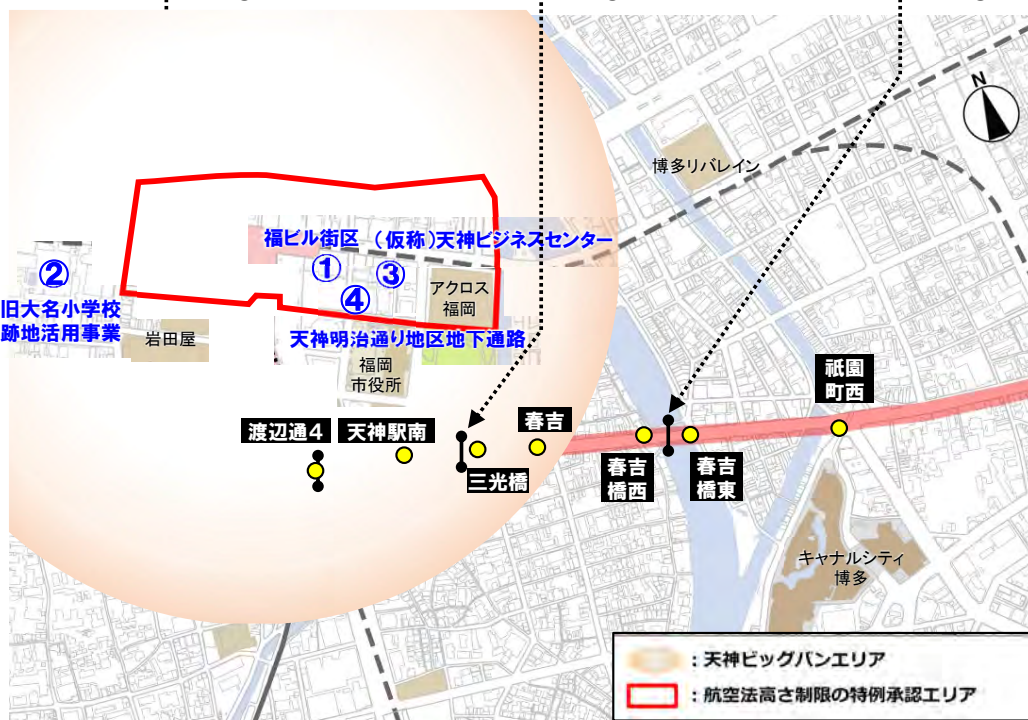 N
博多リバレイン
福ビル街区
（仮称）天神ビジネスセンター
①
③
②
④
アクロス
福岡
旧大名小学校
跡地活用事業
岩田屋
天神明治通り地区地下通路
福岡
市役所
祇園
町西
渡辺通4
天神駅南
春吉
三光橋
春吉
橋西
春吉
橋東
キャナルシティ
博多
：天神ビッグバンエリア
：航空法高さ制限の特例承認エリア